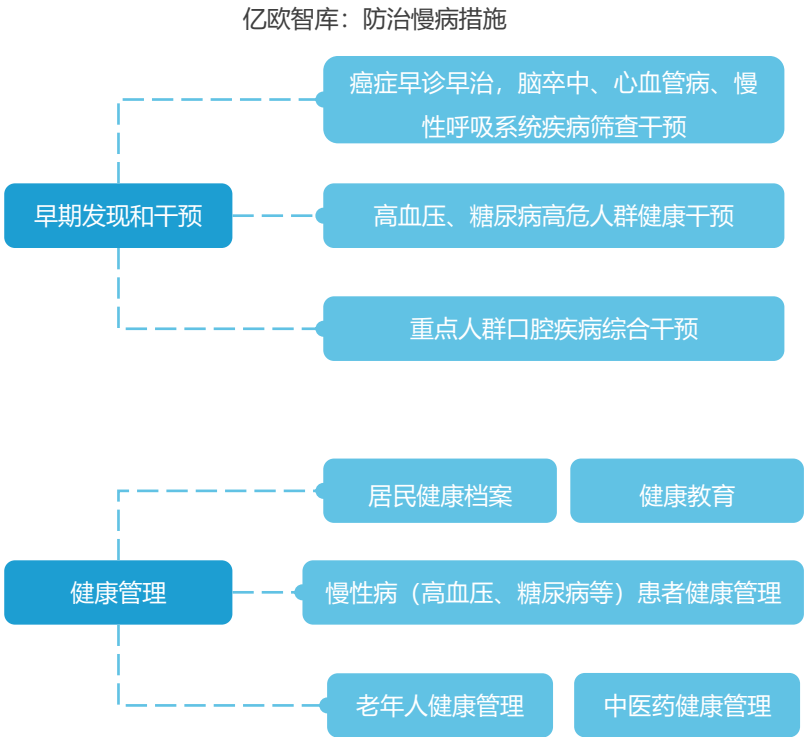 亿欧智库：防治慢病措施
癌症早诊早治，脑卒中、心血管病、慢
性呼吸系统疾病筛查干预
早期发现和干预
高血压、糖尿病高危人群健康干预
重点人群口腔疾病综合干预
居民健康档案
健康教育
健康管理
慢性病（高血压、糖尿病等）患者健康管理
老年人健康管理
中医药健康管理